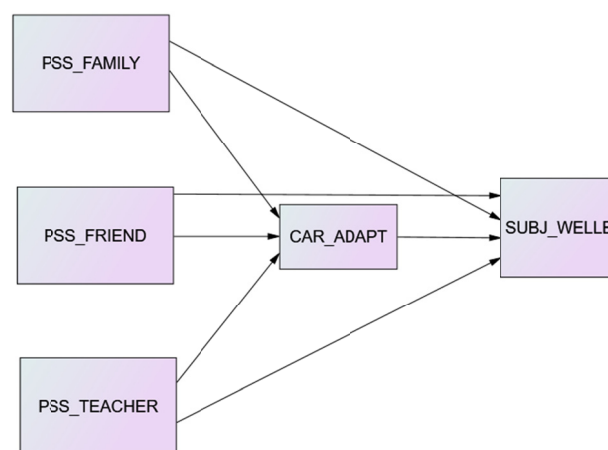 PSS_FAMILY
PSS_FRIEND
CAR_ADAPT
SUBJ_WELLE
PSS_TEACHER